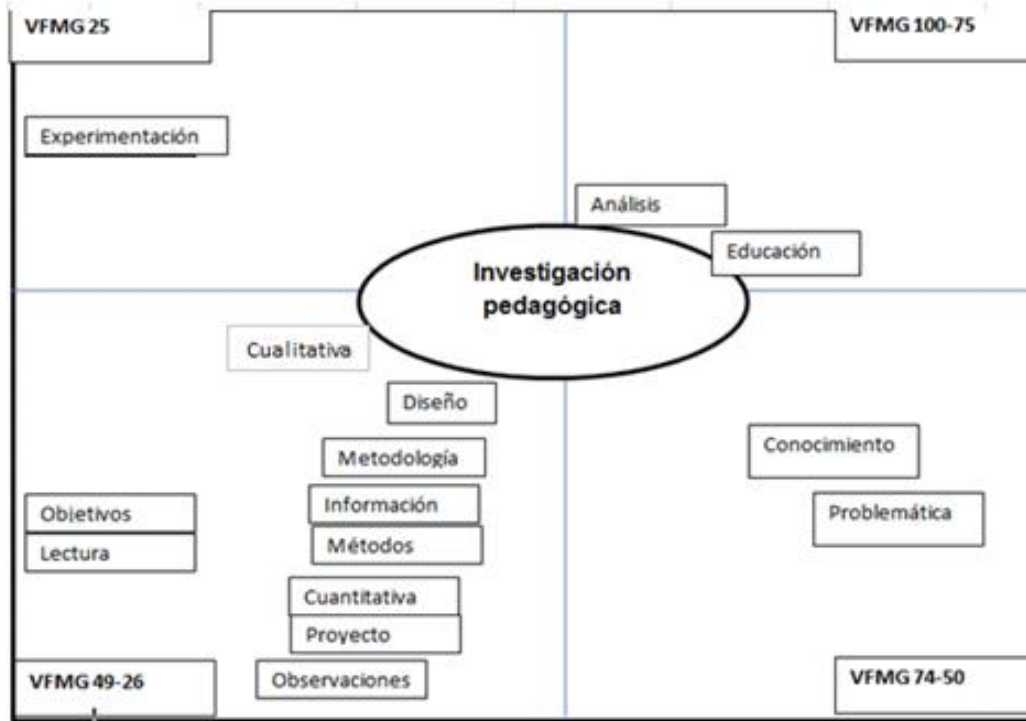 VFMG 25
VFMG 100-75
Experimentación
Análisis
Educación
Investigación
pedagógica
Cualitativa
Diseño
Metodología
Información
Métodos
Cuantitativa
Proyecto
Observaciones
Objetivos
Lectura
Conocimiento
Problemática
VFMG 49-26
VFMG 74-50